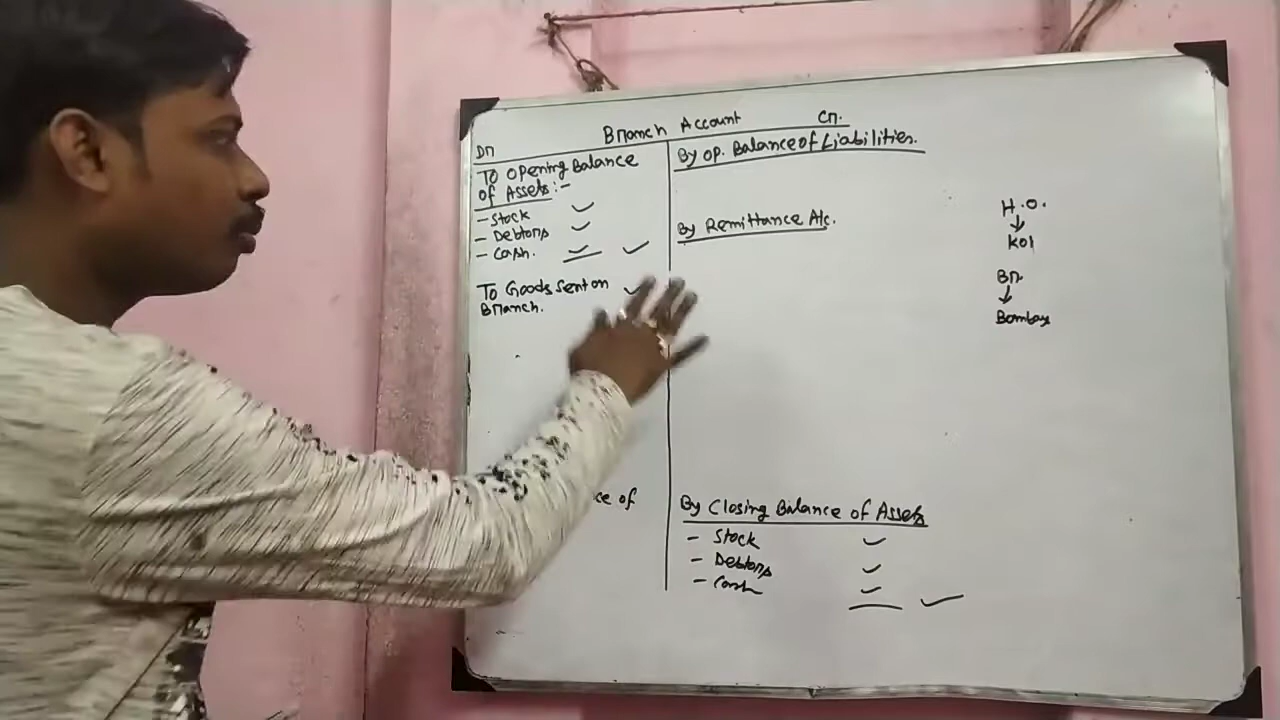 Branch Account
Dr
Cr.
To Opening Balance
of Assets:-
- Stock
- Debtors
- Cash.
To Goods sent on
Branch.
ce of
By Op. Balance of Liabilities.
By Remittance A/c.
By Closing Balance of Assets
- Stock
- Debtors
- Cash
H.O.
↓
Kol
Br.
↓
Bombay